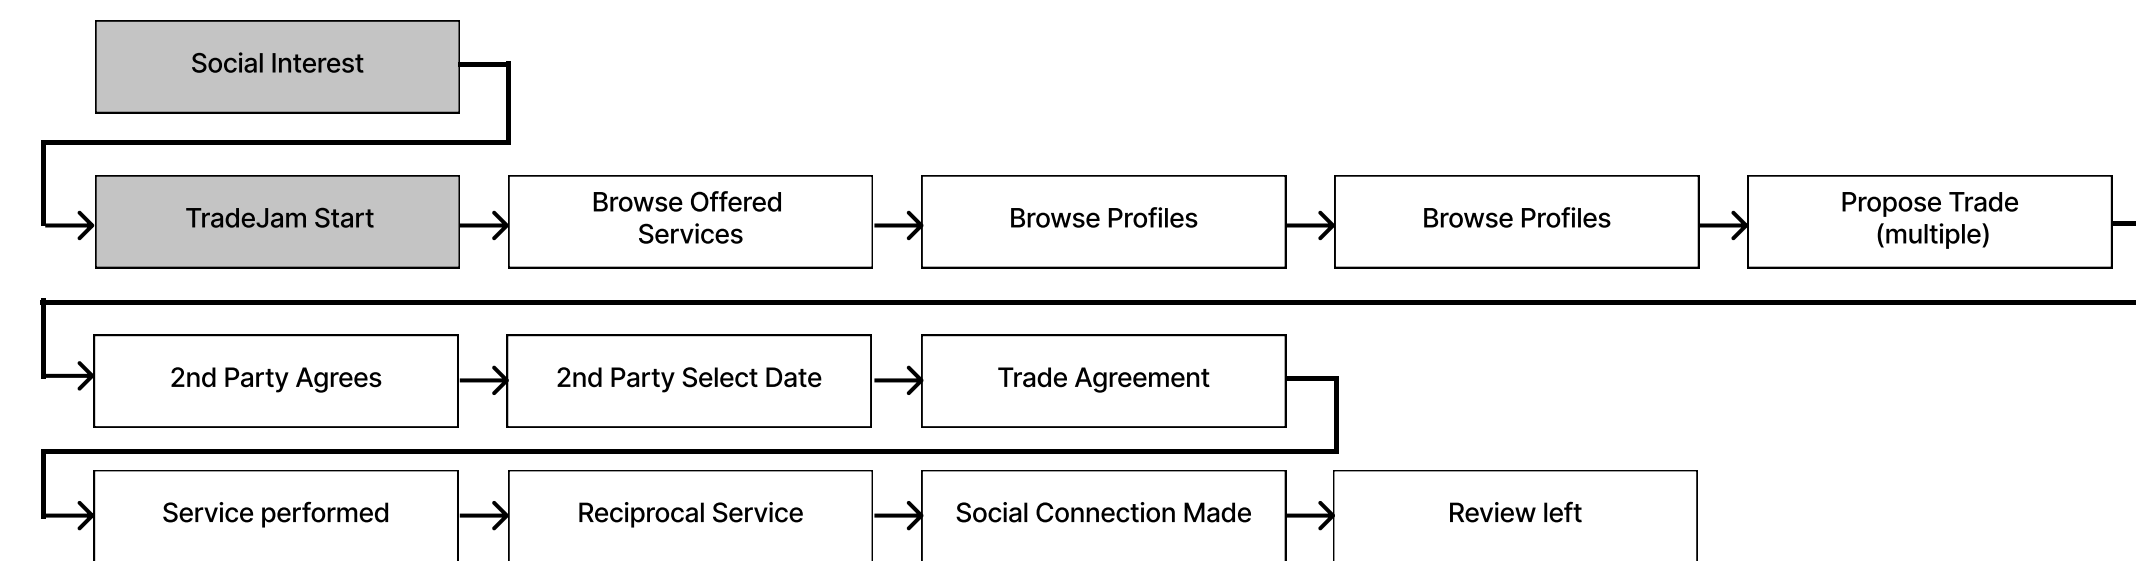 Social Interest
TradeJam Start
Browse Offered
Services
Browse Profiles
Browse Profiles
Propose Trade
(multiple)
2nd Party Agrees
2nd Party Select Date
Trade Agreement
Service performed
Reciprocal Service
Social Connection Made
Review left